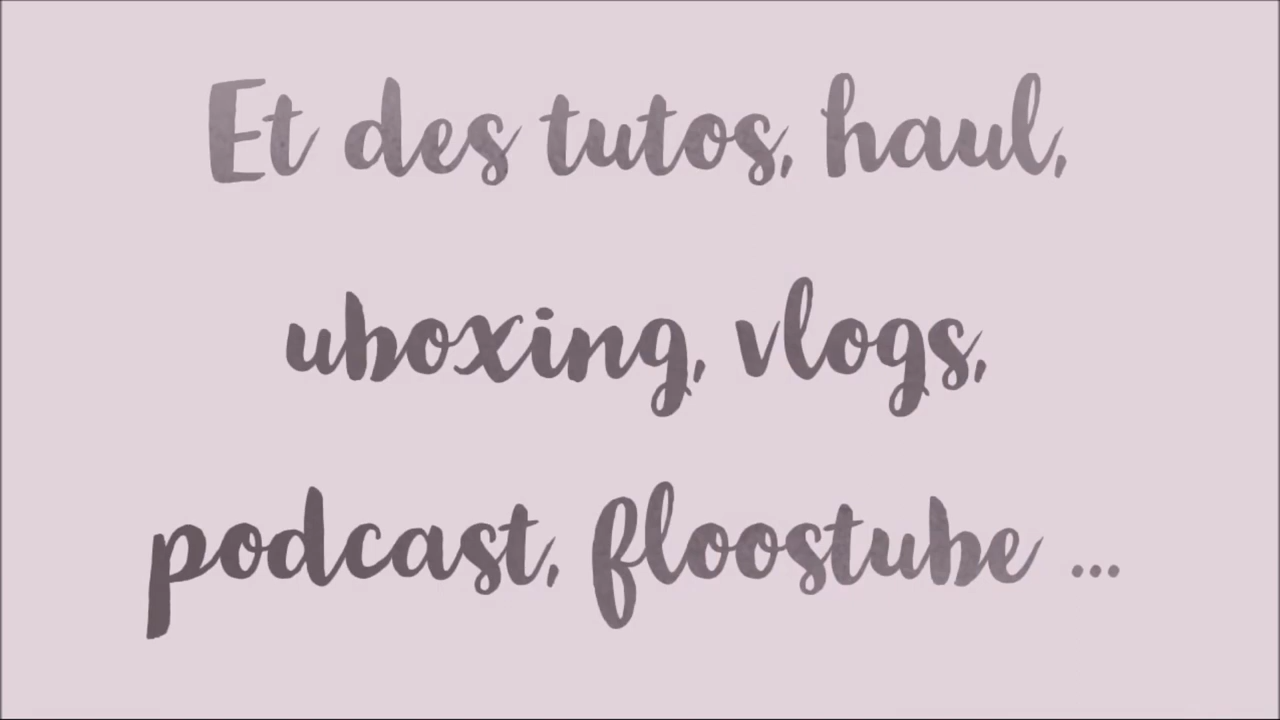 Et des tutos, haul,
uboxing, vlogs,
podcast, floostube ...